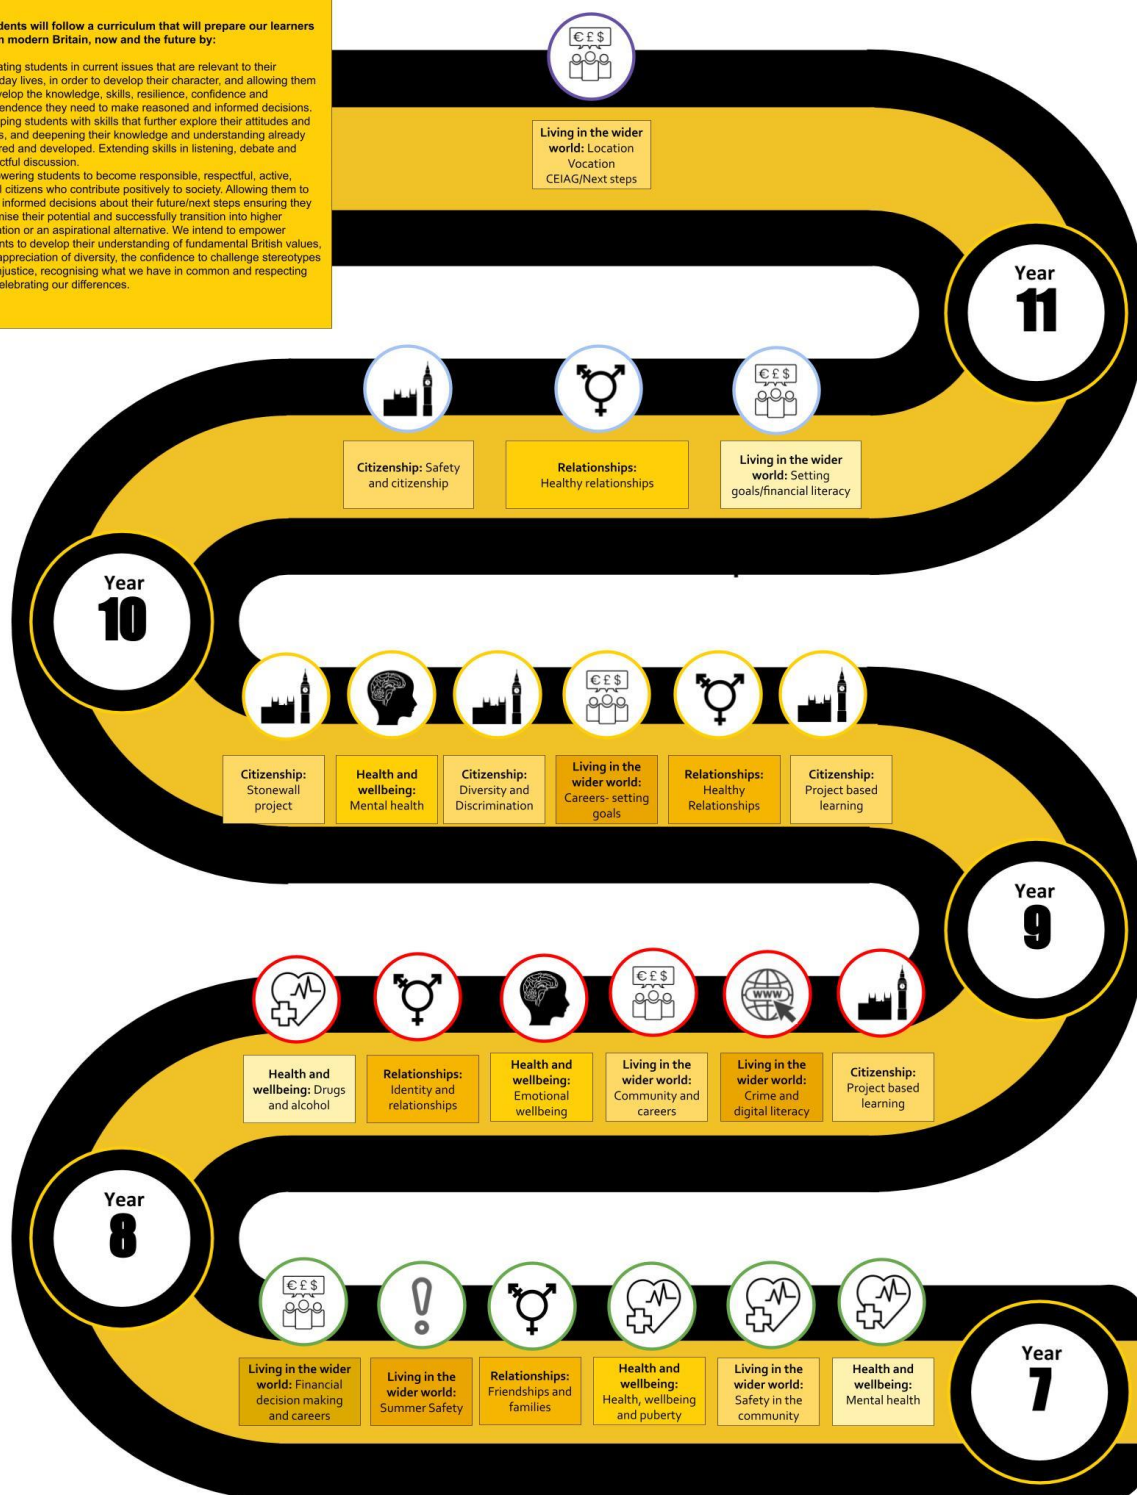 dents will follow a curriculum that will prepare our learners
n modern Britain, now and the future by:
ating students in current issues that are relevant to their
day lives, in order to develop their character, and allowing them
velop the knowledge, skills, resilience, confidence and
endence they need to make reasoned and informed decisions.
ping students with skills that further explore their attitudes and
s, and deepening their knowledge and understanding already
red and developed. Extending skills in listening, debate and
ctful discussion.
wering students to become responsible, respectful, active,
l citizens who contribute positively to society. Allowing them to
informed decisions about their future/next steps ensuring they
mise their potential and successfully transition into higher
ation or an aspirational alternative. We intend to empower
nts to develop their understanding of fundamental British values,
appreciation of diversity, the confidence to challenge stereotypes
njustice, recognising what we have in common and respecting
elebrating our differences.
€ £ $
Living in the wider
world: Location
Vocation
CEIAG/Next steps
Year
11
€ £ $
Citizenship: Safety
and citizenship
Relationships:
Healthy relationships
Living in the wider
world: Setting
goals/financial literacy
Year
10
€ £ $
Citizenship:
Stonewall
project
Health and
wellbeing:
Mental health
Citizenship:
Diversity and
Discrimination
Living in the
wider world:
Careers- setting
goals
Relationships:
Healthy
Relationships
Citizenship:
Project based
learning
Year
9
€ £ $
www
Health and
wellbeing: Drugs
and alcohol
Relationships:
Identity and
relationships
Health and
wellbeing:
Emotional
wellbeing
Living in the
wider world:
Community and
careers
Living in the
wider world:
Crime and
digital literacy
Citizenship:
Project based
learning
Year
8
€ £ $
!
Living in the wider
world: Financial
decision making
and careers
Living in the
wider world:
Summer Safety
Relationships:
Friendships and
families
Health and
wellbeing:
Health, wellbeing
and puberty
Living in the
wider world:
Safety in the
community
Health and
wellbeing:
Mental health
Year
7